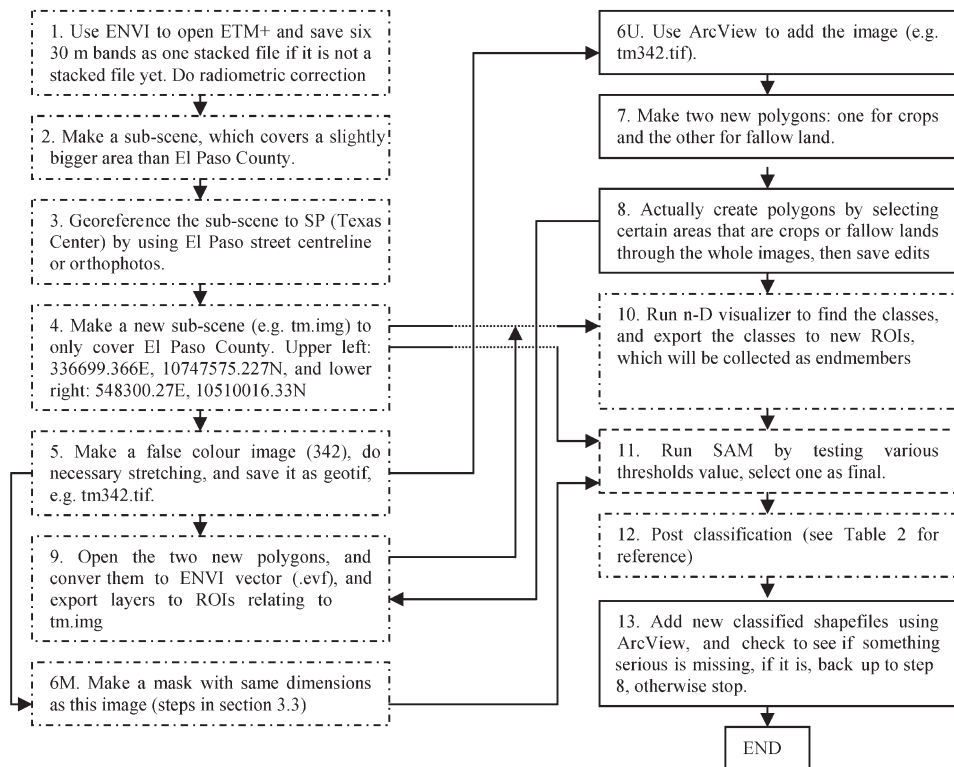 1. Use ENVI to open ETM+ and save six
30 m bands as one stacked file if it is not a
stacked file yet. Do radiometric correction
2. Make a sub-scene, which covers a slightly
bigger area than El Paso County.
3. Georeference the sub-scene to SP (Texas
Center) by using El Paso street centreline
or orthophotos.
4. Make a new sub-scene (e.g. tm.img) to
only cover El Paso County. Upper left:
336699.366E, 10747575.227N, and lower
right: 548300.27E, 10510016.33N
5. Make a false colour image (342), do
necessary stretching, and save it as geotif,
e.g. tm342.tif.
9. Open the two new polygons, and
conver them to ENVI vector (.evf), and
export layers to ROIs relating to
tm.img
6M. Make a mask with same dimensions
as this image (steps in section 3.3)
6U. Use ArcView to add the image (e.g.
tm342.tif).
7. Make two new polygons: one for crops
and the other for fallow land.
8. Actually create polygons by selecting
certain areas that are crops or fallow lands
through the whole images, then save edits
10. Run n-D visualizer to find the classes,
and export the classes to new ROIs,
which will be collected as endmembers
11. Run SAM by testing various
thresholds value, select one as final.
12. Post classification (see Table 2 for
reference)
13. Add new classified shapefiles using
ArcView, and check to see if something
serious is missing, if it is, back up to step
8, otherwise stop.
END